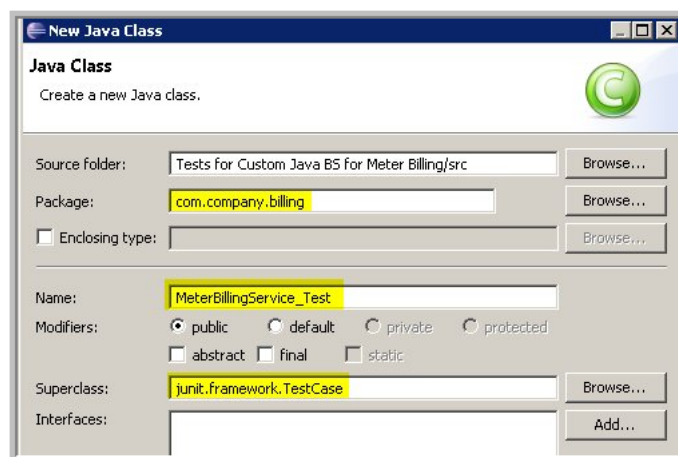 New Java Class
Java Class
Create a new Java class.
C
Source folder: Tests for Custom Java BS for Meter Billing/src Browse...
Package: com.company.billing Browse...
Enclosing type: Browse...
Name: MeterBillingService_Test
Modifiers: public default private protected
abstract final static
Superclass: junit.framework.TestCase Browse...
Interfaces: Add...